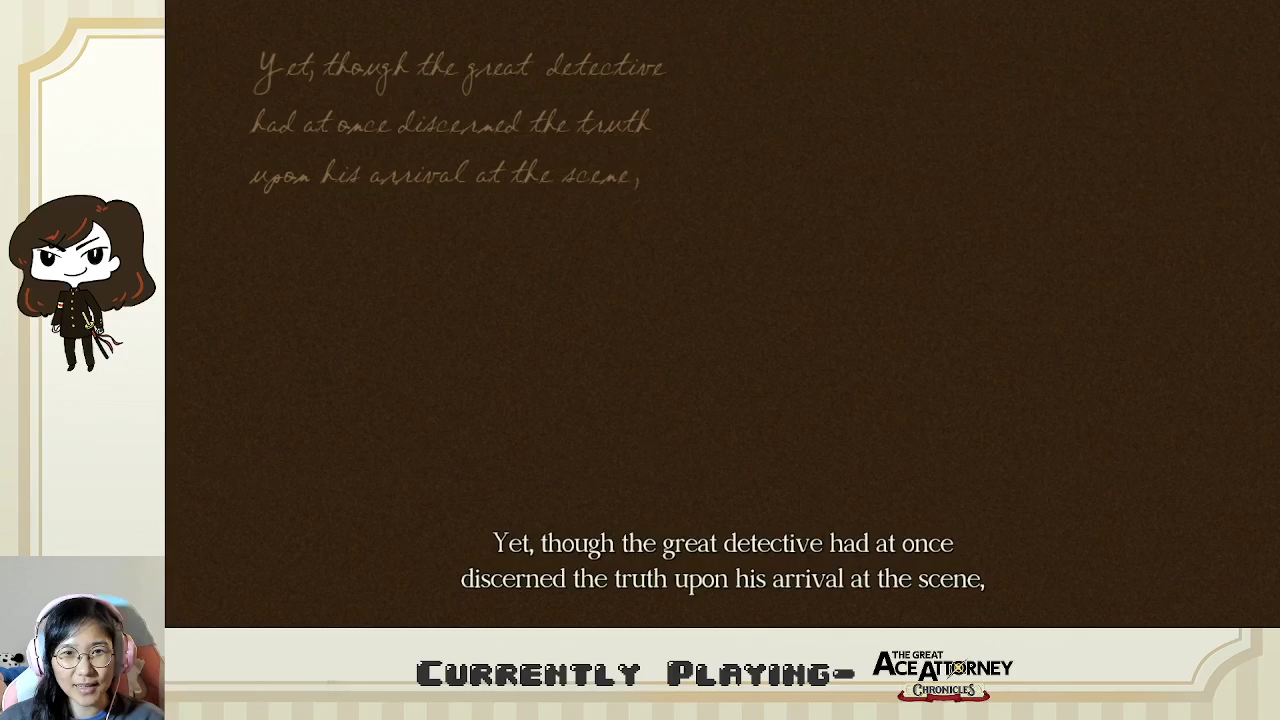 Yet, though the great detective
had at once discerned the truth
upon his arrival at the scene,
Yet, though the great detective had at once
discerned the truth upon his arrival at the scene,
Currently Playing-
THE GREAT
ACE ATTORNEY
CHRONICLES